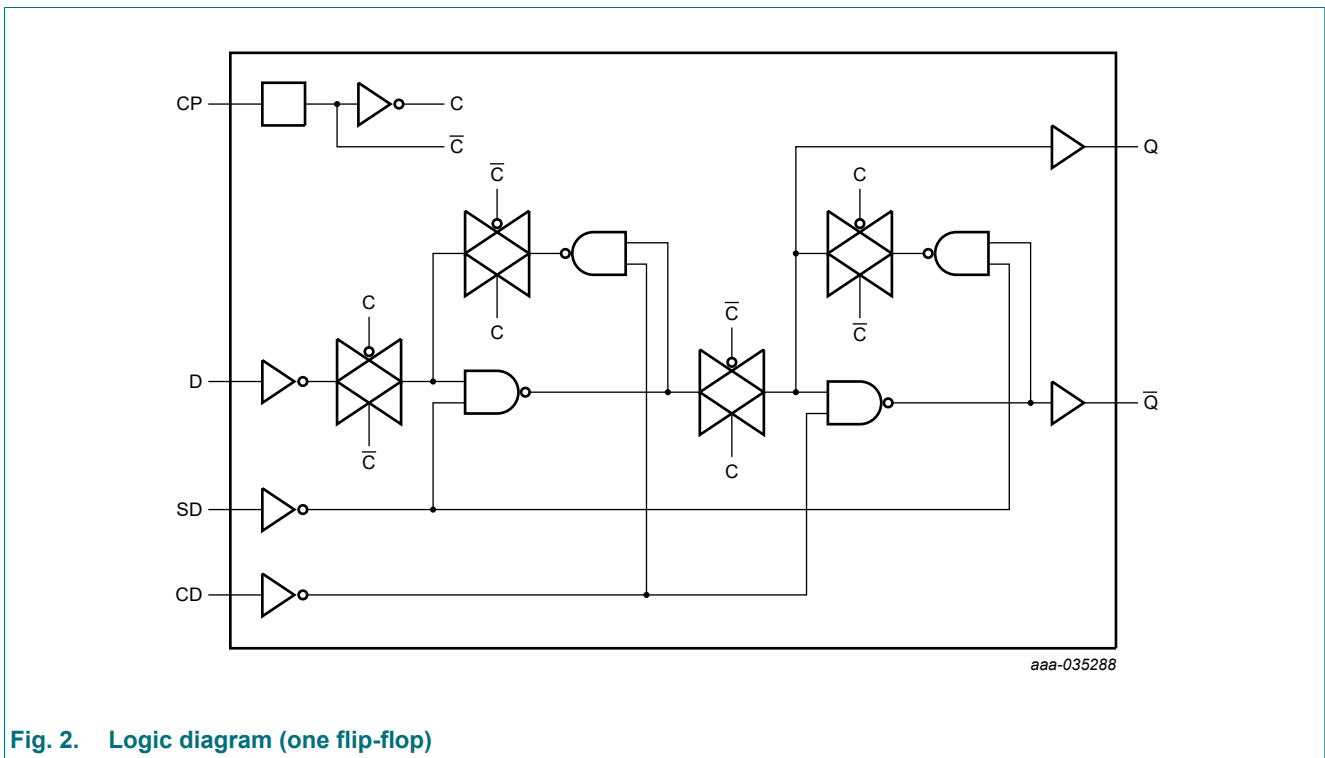 CP
C
C̅
Q
C̅
C
C
C̅
C
C̅
D
Q̅
C̅
C
SD
CD
aaa-035288
Fig. 2. Logic diagram (one flip-flop)